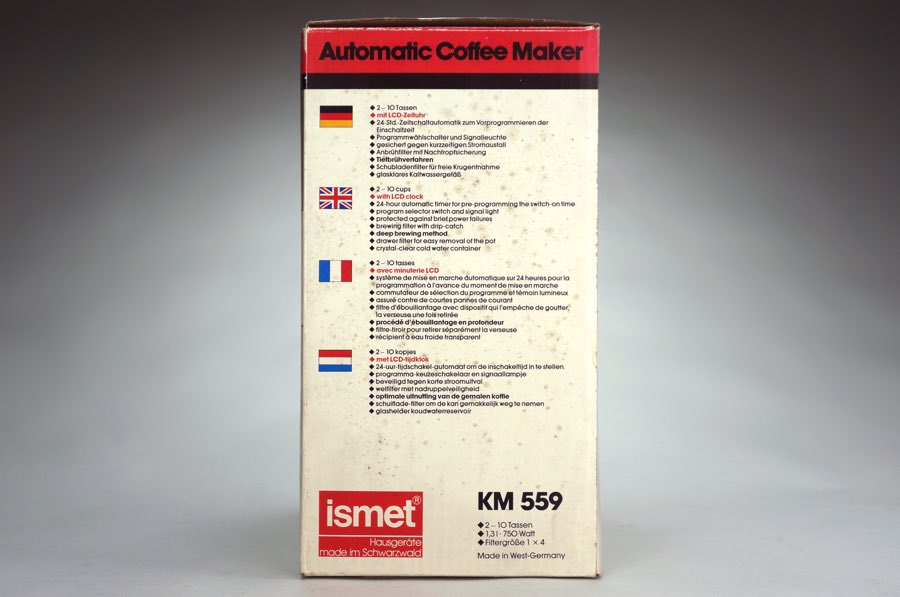 Automatic Coffee Maker
◆ 2 – 10 Tassen
◆ mit LCD-Zeituhr
◆ 24-Std.-Zeitschaltautomatik zum Vorprogrammieren der
Einschaltzeit
◆ Programmwählschalter und Signalleuchte
◆ gesichert gegen kurzzeitigen Stromausfall
◆ Anbrühfilter mit Nachtropfsicherung
◆ Tiefbrühverfahren
◆ Schubladenfilter für freie Krugentnahme
◆ glasklares Kaltwassergefäß
◆ 2 – 10 cups
◆ with LCD clock
◆ 24-hour automatic timer for pre-programming the switch-on time
◆ program selector switch and signal light
◆ protected against brief power failures
◆ brewing filter with drip-catch
◆ deep brewing method
◆ drawer filter for easy removal of the pot
◆ crystal-clear cold water container
◆ 2 – 10 tasses
◆ avec minuterie LCD
◆ système de mise en marche automatique sur 24 heures pour la
programmation à l'avance du moment de mise en marche
◆ commutateur de sélection du programme et témoin lumineux
◆ assuré contre de courtes pannes de courant
◆ filtre d'ébouillantage avec dispositif qui l'empêche de goutter,
la verseuse une fois retirée
◆ procédé d'ébouillantage en profondeur
◆ filtre-tiroir pour retirer séparément la verseuse
◆ récipient à eau froide transparent
◆ 2 – 10 kopjes
◆ met LCD-tijdklok
◆ 24-uur-tijdschakel-automaat om de inschakeltijd in te stellen
◆ programma-keuzeschakelaar en signaallampje
◆ beveiligd tegen korte stroomuitval
◆ welfilter met nadruppelveiligheid
◆ optimale uitnutting van de gemalen koffie
◆ schuiflade-filter om de kan gemakkelijk weg te nemen
◆ glashelder koudwaterreservoir
ismet®
Hausgeräte
made im Schwarzwald
KM 559
◆ 2 – 10 Tassen
◆ 1,3 l · 750 Watt
◆ Filtergröße 1 × 4
Made in West-Germany